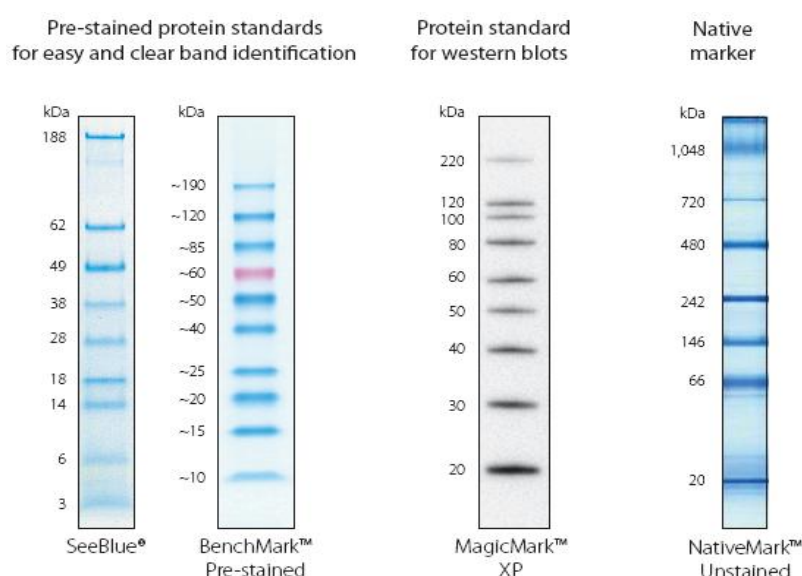 Pre-stained protein standards
for easy and clear band identification
kDa
188
62
49
38
28
18
14
6
3
SeeBlue®
kDa
~190
~120
~85
~60
~50
~40
~25
~20
~15
~10
BenchMark™
Pre-stained
Protein standard
for western blots
kDa
220
120
100
80
60
50
40
30
20
MagicMark™
XP
Native
marker
kDa
1,048
720
480
242
146
66
20
NativeMark™
Unstained